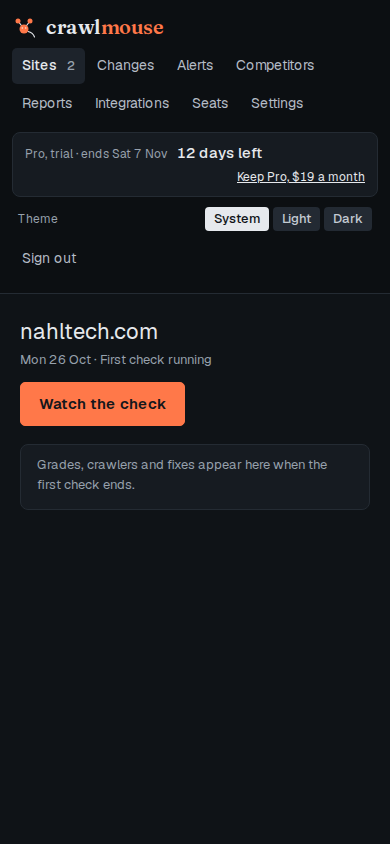 crawlmouse
Sites 2 Changes Alerts Competitors
Reports Integrations Seats Settings
Pro, trial · ends Sat 7 Nov 12 days left
Keep Pro, $19 a month
Theme System Light Dark
Sign out
nahltech.com
Mon 26 Oct · First check running
Watch the check
Grades, crawlers and fixes appear here when the
first check ends.